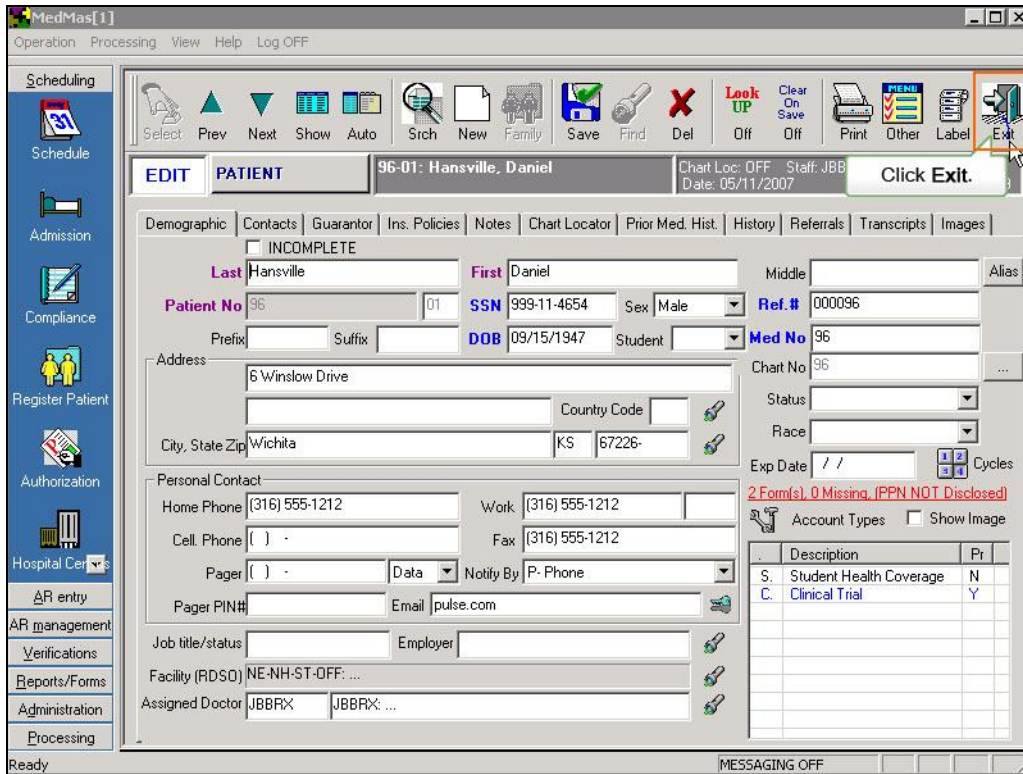 MedMas[1]
Operation Processing View Help Log OFF
Scheduling
31
Schedule
Admission
Compliance
Register Patient
Authorization
AR entry
AR management
Verifications
Reports/Forms
Administration
Processing
Select Prev Next Show Auto Srch New Family Save Find Del Look UP Off Clear On Save Off Print MENU Other Label Exit
Click Exit.
EDIT PATIENT 96-01: Hansville, Daniel Chart Loc: OFF Staff: JBB
Date: 05/11/2007
Demographic Contacts Guarantor Ins. Policies Notes Chart Locator Prior Med. Hist. History Referrals Transcripts Images
INCOMPLETE
Last Hansville First Daniel Middle Alias
Patient No 96 01 SSN 999-11-4654 Sex Male Ref.# 000096
Prefix Suffix DOB 09/15/1947 Student Med No 96
Address Chart No 96 ...
6 Winslow Drive
Country Code Status
City, State Zip Wichita KS 67226- Race
Exp Date / / 1 2 3 4 Cycles
Personal Contact
2 Form(s), 0 Missing, (PPN NOT Disclosed)
Home Phone (316) 555-1212 Work (316) 555-1212
Account Types Show Image
Cell. Phone ( ) - Fax (316) 555-1212
Pager ( ) - Data Notify By P- Phone
Pager PIN# Email pulse.com
. Description Pr
S. Student Health Coverage N
C. Clinical Trial Y
Job title/status Employer
Facility (RDSO) NE-NH-ST-OFF: ...
Assigned Doctor JBBRX JBBRX: ...
Ready MESSAGING OFF